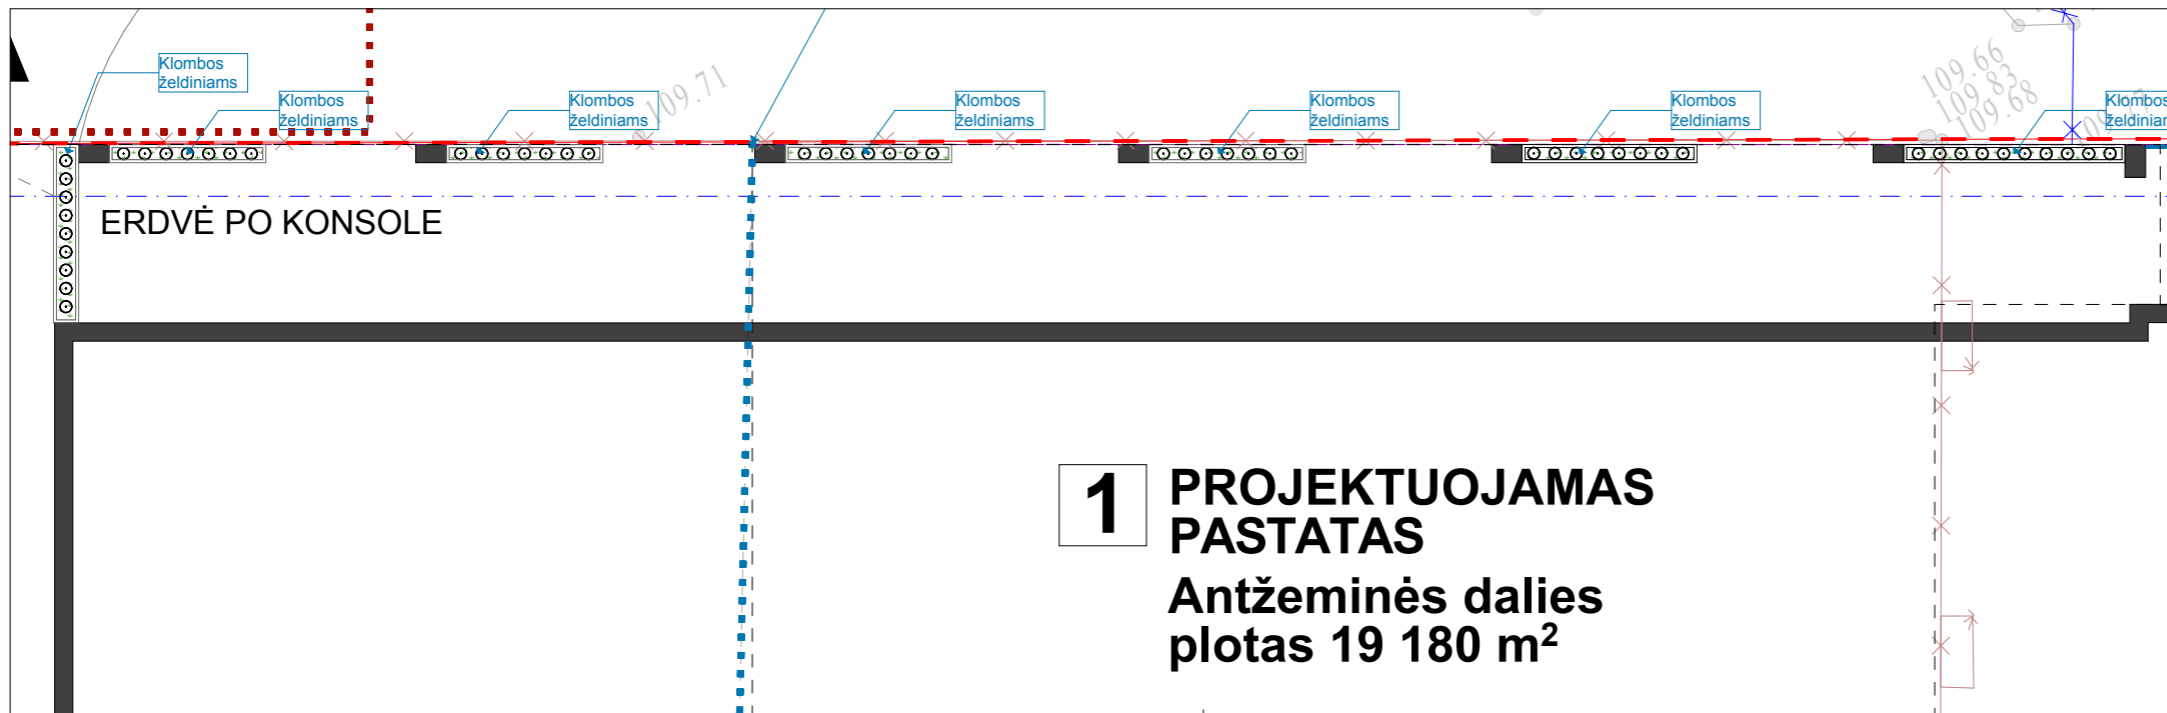 Klombos
želdiniams
Klombos
želdiniams
Klombos
želdiniams
109.71
Klombos
želdiniams
Klombos
želdiniams
Klombos
želdiniams
109.66
109.83
109.68
Klombos
ERDVĖ PO KONSOLE
1
PROJEKTUOJAMAS
PASTATAS
Antžeminės dalies
plotas 19 180 m²